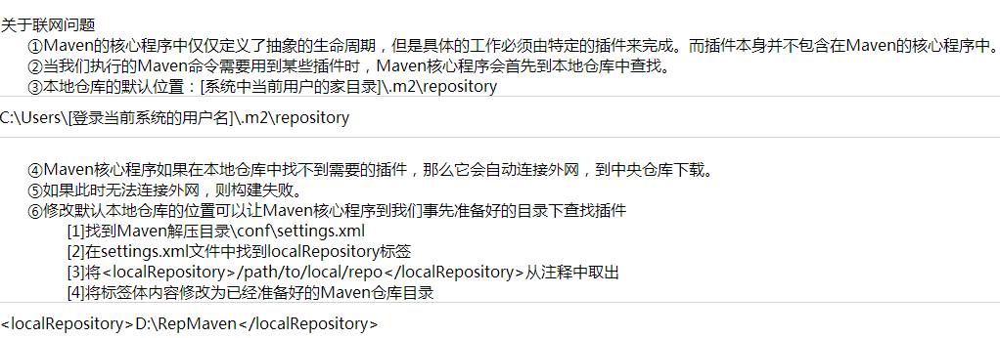 关于联网问题
①Maven的核心程序中仅仅定义了抽象的生命周期，但是具体的工作必须由特定的插件来完成。而插件本身并不包含在Maven的核心程序中。
②当我们执行的Maven命令需要用到某些插件时，Maven核心程序会首先到本地仓库中查找。
③本地仓库的默认位置：[系统中当前用户的家目录]\.m2\repository
C:\Users\[登录当前系统的用户名]\.m2\repository
④Maven核心程序如果在本地仓库中找不到需要的插件，那么它会自动连接外网，到中央仓库下载。
⑤如果此时无法连接外网，则构建失败。
⑥修改默认本地仓库的位置可以让Maven核心程序到我们事先准备好的目录下查找插件
[1]找到Maven解压目录\conf\settings.xml
[2]在settings.xml文件中找到localRepository标签
[3]将<localRepository>/path/to/local/repo</localRepository>从注释中取出
[4]将标签体内容修改为已经准备好的Maven仓库目录
<localRepository>D:\RepMaven</localRepository>